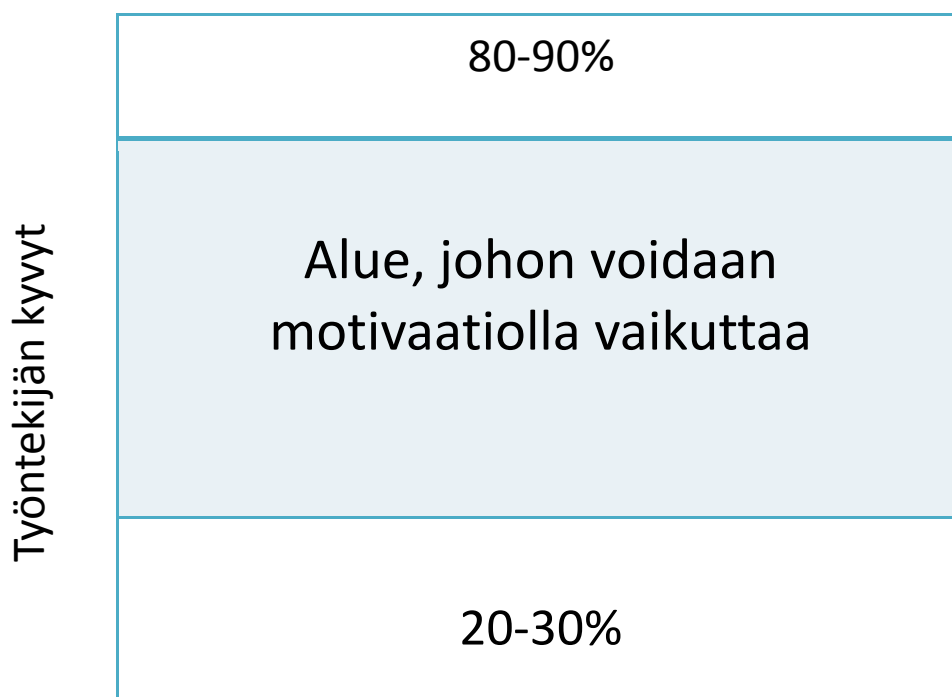 80-90%
Työntekijän kyvyt
Alue, johon voidaan
motivaatiolla vaikuttaa
20-30%